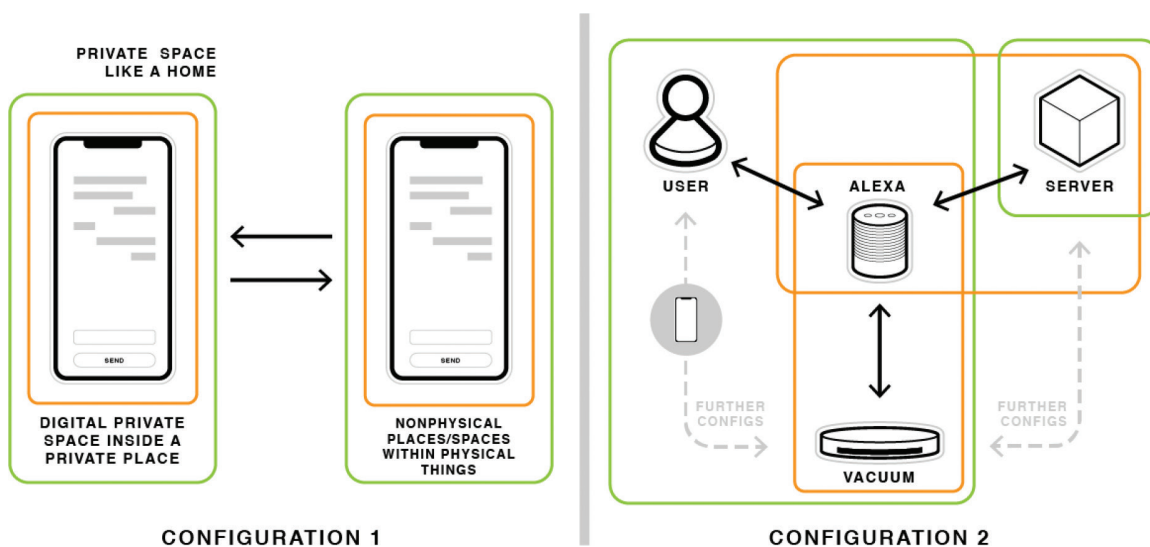 PRIVATE SPACE
LIKE A HOME
SEND
DIGITAL PRIVATE
SPACE INSIDE A
PRIVATE PLACE
SEND
NONPHYSICAL
PLACES/SPACES
WITHIN PHYSICAL
THINGS
CONFIGURATION 1
USER
ALEXA
SERVER
FURTHER
CONFIGS
FURTHER
CONFIGS
VACUUM
CONFIGURATION 2